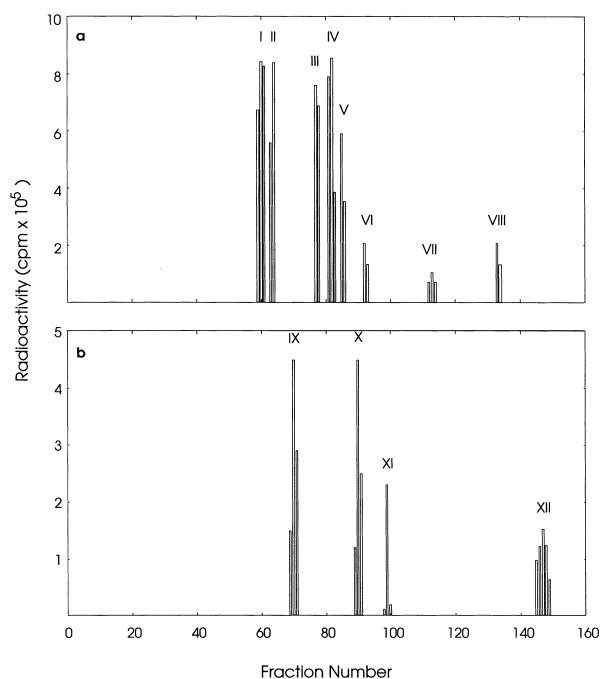 10
a
I
II
III
IV
V
VI
VII
VIII
8
6
4
2
Radioactivity (cpm x 10⁵ )
5
b
IX
X
XI
XII
4
3
2
1
0 20 40 60 80 100 120 140 160
Fraction Number